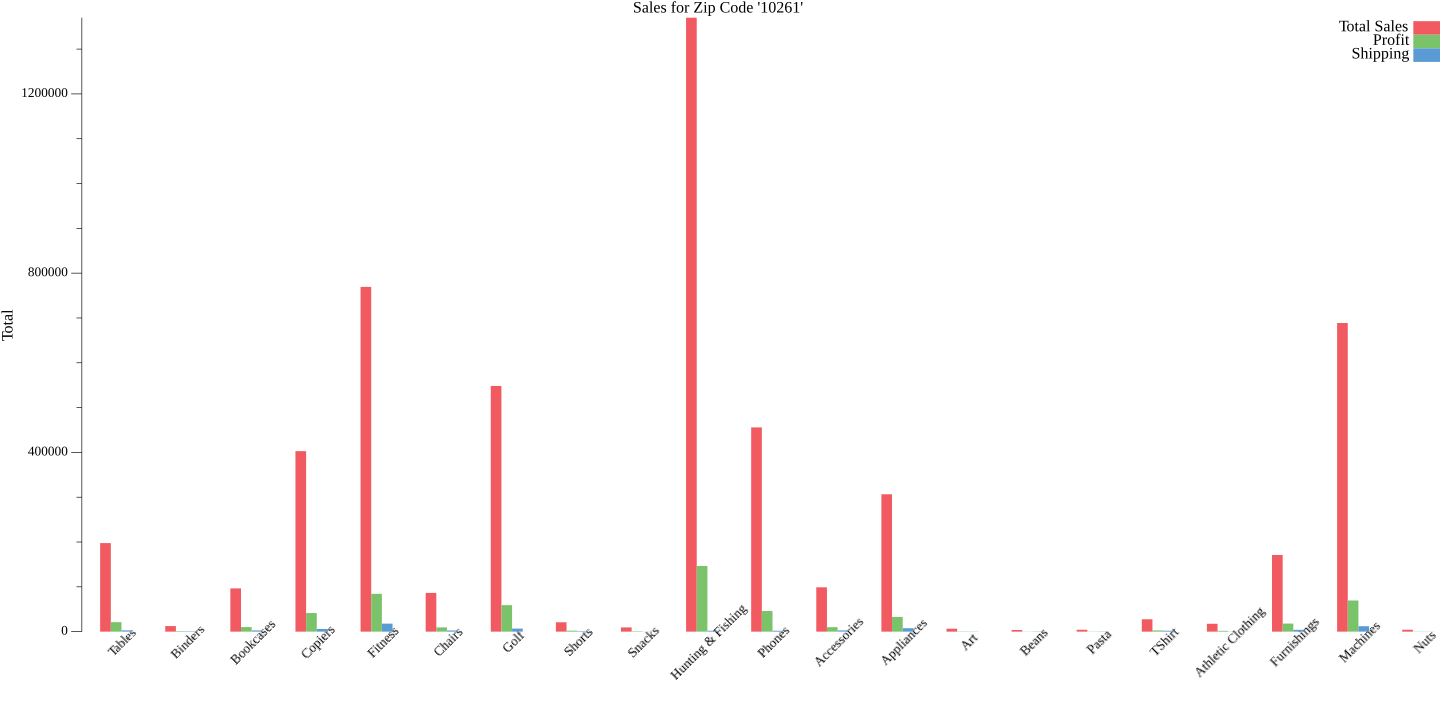 Sales for Zip Code '10261'
Total Sales
Profit
Shipping
Total
1200000
800000
400000
0
Tables
Binders
Bookcases
Copiers
Fitness
Chairs
Golf
Shorts
Snacks
Hunting & Fishing
Phones
Accessories
Appliances
Art
Beans
Pasta
TShirt
Athletic Clothing
Furnishings
Machines
Nuts